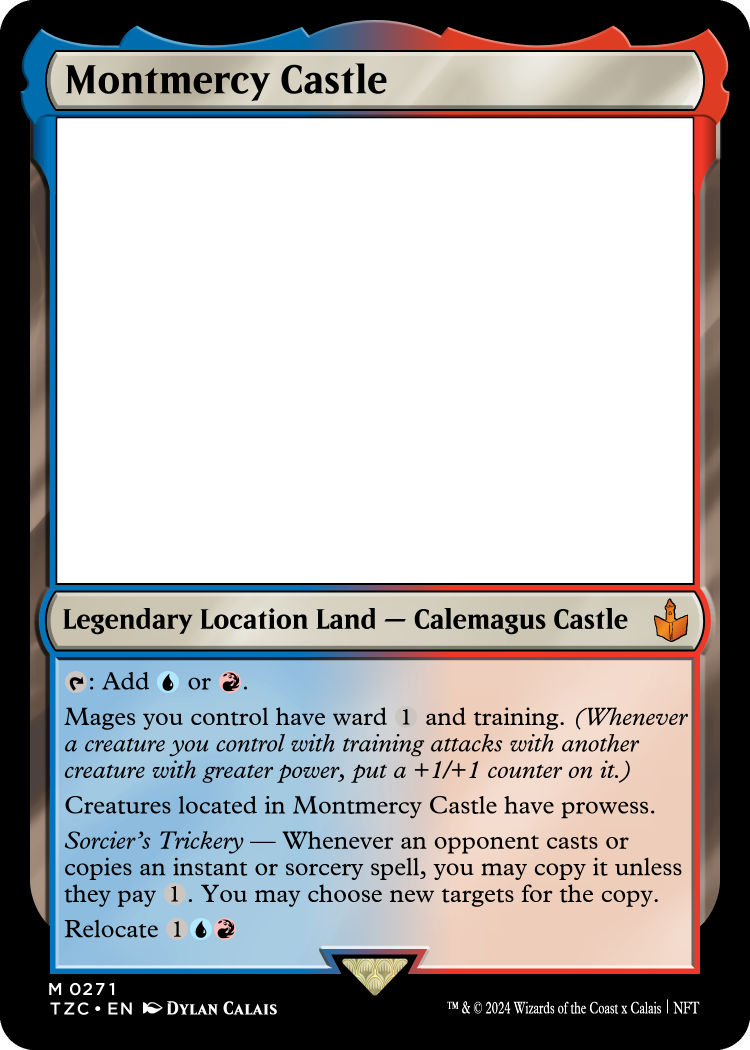 Montmercy Castle
Legendary Location Land — Calemagus Castle
: Add or .
Mages you control have ward 1 and training. (Whenever
a creature you control with training attacks with another
creature with greater power, put a +1/+1 counter on it.)
Creatures located in Montmercy Castle have prowess.
Sorcier's Trickery — Whenever an opponent casts or
copies an instant or sorcery spell, you may copy it unless
they pay 1. You may choose new targets for the copy.
Relocate 1
M 0271
TZC • EN DYLAN CALAIS
™ & © 2024 Wizards of the Coast x Calais | NFT